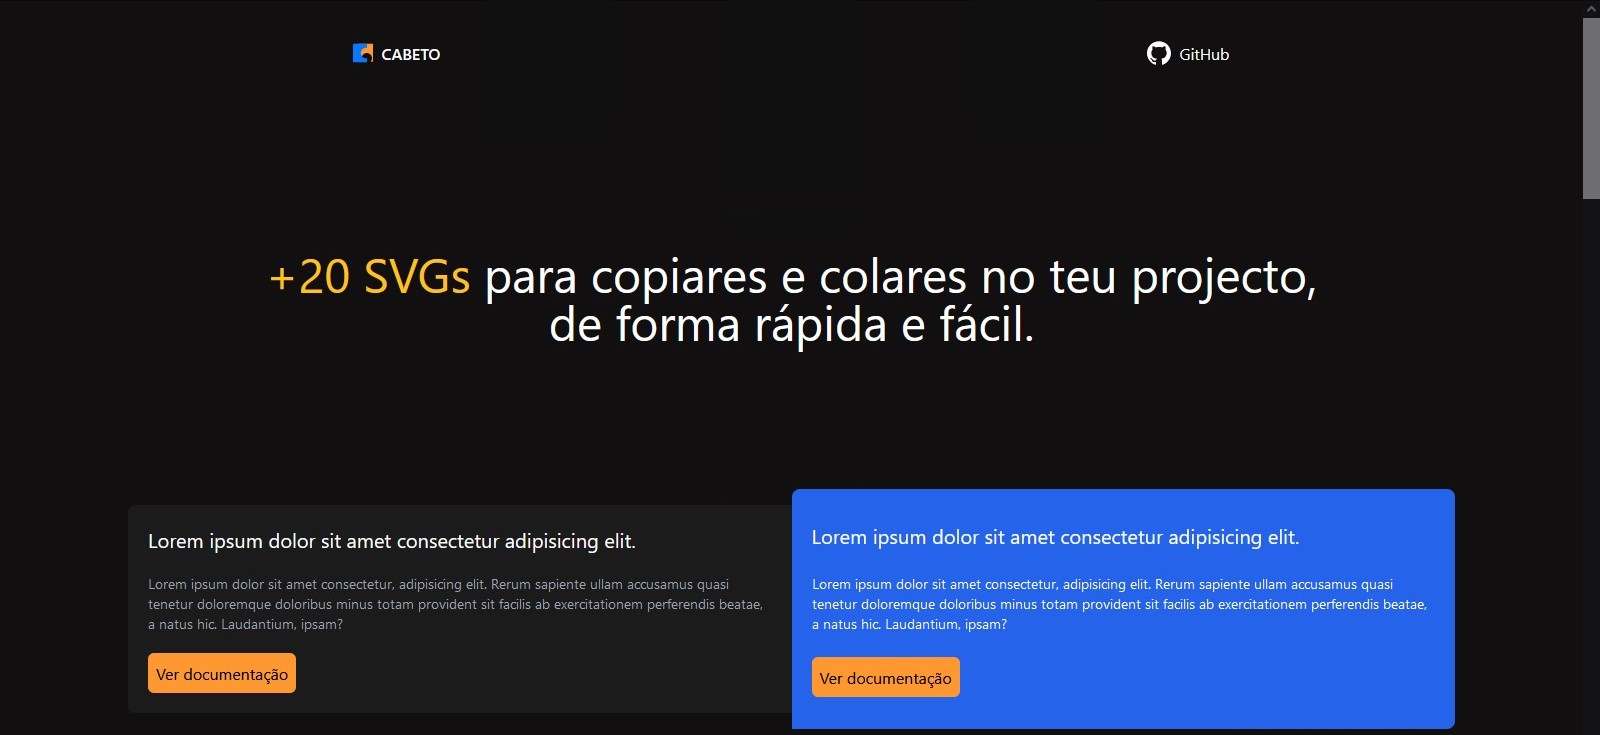 CABETO
GitHub
+20 SVGs para copiares e colares no teu projecto,
de forma rápida e fácil.
Lorem ipsum dolor sit amet consectetur adipisicing elit.
Lorem ipsum dolor sit amet consectetur, adipisicing elit. Rerum sapiente ullam accusamus quasi
tenetur doloremque doloribus minus totam provident sit facilis ab exercitationem perferendis beatae,
a natus hic. Laudantium, ipsam?
Ver documentação
Lorem ipsum dolor sit amet consectetur adipisicing elit.
Lorem ipsum dolor sit amet consectetur, adipisicing elit. Rerum sapiente ullam accusamus quasi
tenetur doloremque doloribus minus totam provident sit facilis ab exercitationem perferendis beatae,
a natus hic. Laudantium, ipsam?
Ver documentação